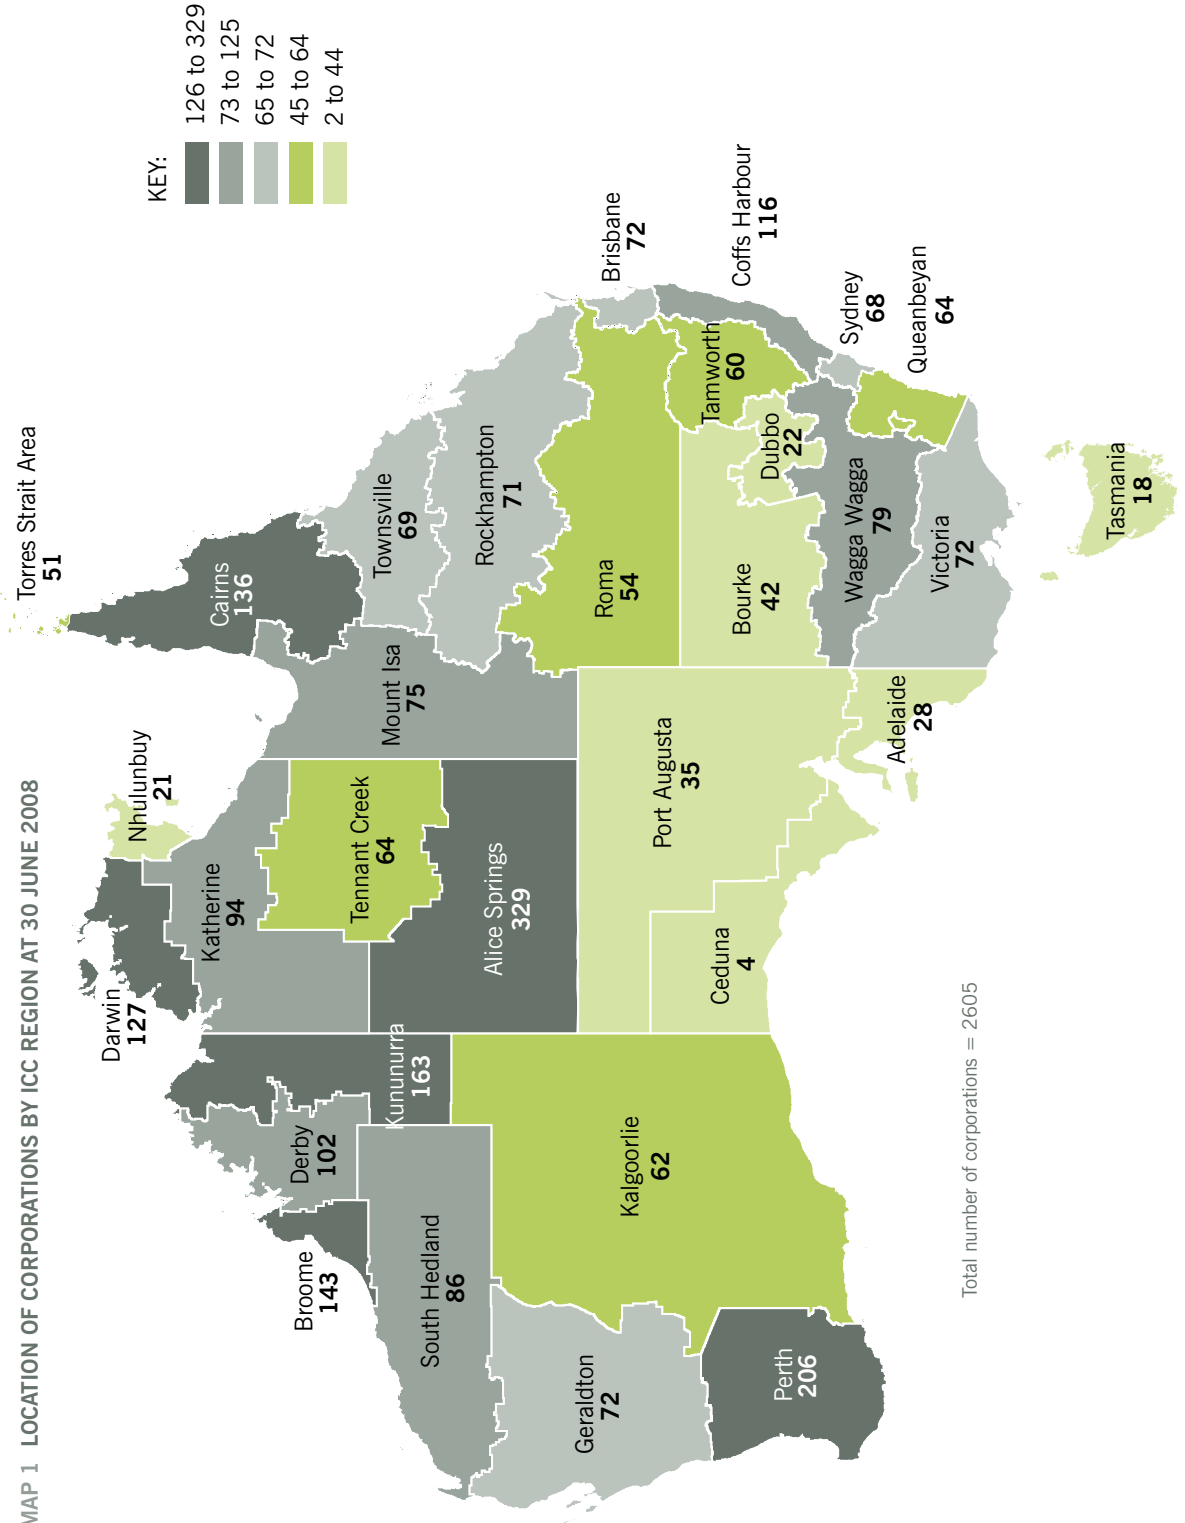 MAP 1 LOCATION OF CORPORATIONS BY ICC REGION AT 30 JUNE 2008
KEY:
126 to 329
73 to 125
65 to 72
45 to 64
2 to 44
Torres Strait Area
51
Nhulunbuy
21
Darwin
127
Katherine
94
Cairns
136
Kununurra
163
Derby
102
Broome
143
Tennant Creek
64
Mount Isa
75
Townsville
69
Rockhampton
71
South Hedland
86
Alice Springs
329
Geraldton
72
Kalgoorlie
62
Roma
54
Brisbane
72
Port Augusta
35
Ceduna
4
Bourke
42
Tamworth
60
Coffs Harbour
116
Dubbo
22
Perth
206
Sydney
68
Wagga Wagga
79
Queanbeyan
64
Adelaide
28
Victoria
72
Tasmania
18
Total number of corporations = 2605